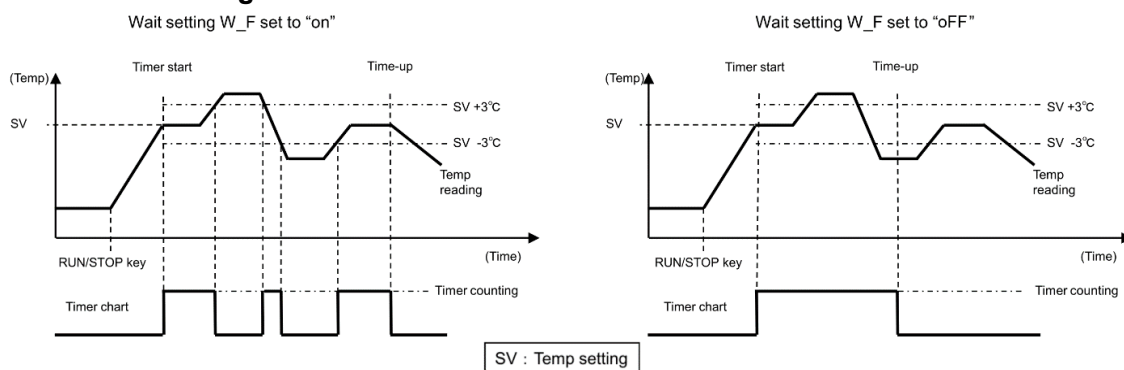 Wait setting W_F set to “on”
Timer start
Time-up
(Temp)
SV +3℃
SV
SV -3℃
Temp
reading
(Time)
RUN/STOP key
Timer counting
Timer chart
Wait setting W_F set to “oFF”
Timer start
Time-up
(Temp)
SV +3℃
SV
SV -3℃
Temp
reading
(Time)
RUN/STOP key
Timer counting
Timer chart
SV : Temp setting